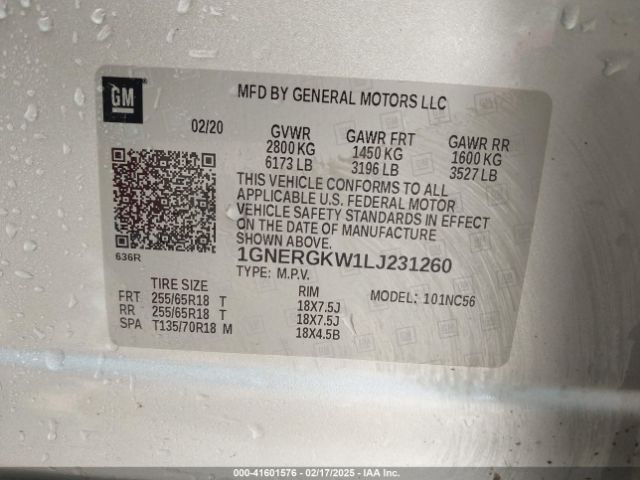 GM
MFD BY GENERAL MOTORS LLC
02/20 GVWR GAWR FRT GAWR RR
2800 KG 1450 KG 1600 KG
6173 LB 3196 LB 3527 LB
THIS VEHICLE CONFORMS TO ALL
APPLICABLE U.S. FEDERAL MOTOR
VEHICLE SAFETY STANDARDS IN EFFECT
ON THE DATE OF MANUFACTURE
SHOWN ABOVE.
636R
1GNERGKW1LJ231260
TYPE: M.P.V.
TIRE SIZE RIM MODEL: 101NC56
FRT 255/65R18 T 18X7.5J
RR 255/65R18 T 18X7.5J
SPA T135/70R18 M 18X4.5B
000-41601576 - 02/17/2025 - IAA Inc.